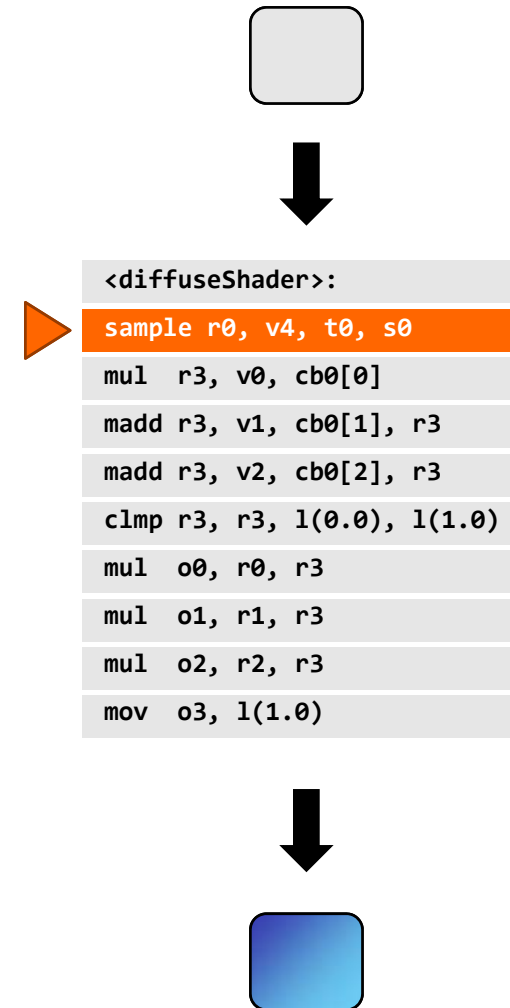 <diffuseShader>:
sample r0, v4, t0, s0
mul  r3, v0, cb0[0]
madd r3, v1, cb0[1], r3
madd r3, v2, cb0[2], r3
clmp r3, r3, l(0.0), l(1.0)
mul  o0, r0, r3
mul  o1, r1, r3
mul  o2, r2, r3
mov  o3, l(1.0)